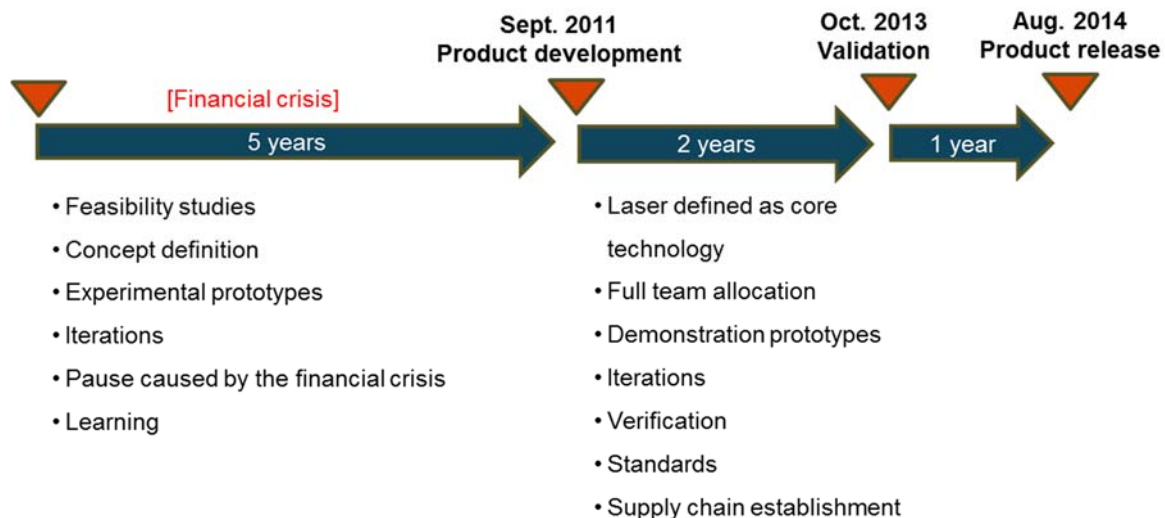 Sept. 2011
Product development
Oct. 2013
Validation
Aug. 2014
Product release
[Financial crisis]
5 years
2 years
1 year
• Feasibility studies
• Concept definition
• Experimental prototypes
• Iterations
• Pause caused by the financial crisis
• Learning
• Laser defined as core
technology
• Full team allocation
• Demonstration prototypes
• Iterations
• Verification
• Standards
• Supply chain establishment